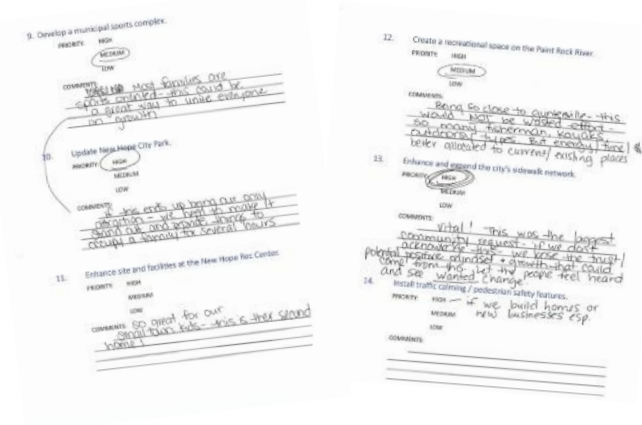 9. Develop a municipal sports complex.
PRIORITY: HIGH
MEDIUM
LOW
COMMENTS:
Most families are
sports oriented - this could be
a great way to unite everyone
on growth
10. Update New Hope City Park.
PRIORITY: HIGH
MEDIUM
LOW
COMMENTS:
If this ends up being our only
attraction - we need to make it
stand out and things to
occupy a family for several hours
11. Enhance site and facilities at the New Hope Rec Center.
PRIORITY: HIGH
MEDIUM
LOW
COMMENTS: SO great for our
small town kids - this is ther second
home!
12. Create a recreational space on the Paint Rock River.
PRIORITY: HIGH
MEDIUM
LOW
COMMENTS:
Being so close to Guntersville - this
would NOT be wasted effort -
so many fisherman, kayaks,
outdoorsy types. But energy/time/$
better allocated to current/existing places
13. Enhance and expand the city's sidewalk network.
PRIORITY: HIGH
MEDIUM
LOW
COMMENTS:
Vital! This was the largest
community request - if we don't
acknowledge this - we lose the trust/
potential positive mindset + growth that could
come from this. Let the people feel heard
and see wanted change.
14. Install traffic calming / pedestrian safety features.
PRIORITY: HIGH - if we build homes or
MEDIUM new businesses esp.
LOW
COMMENTS: